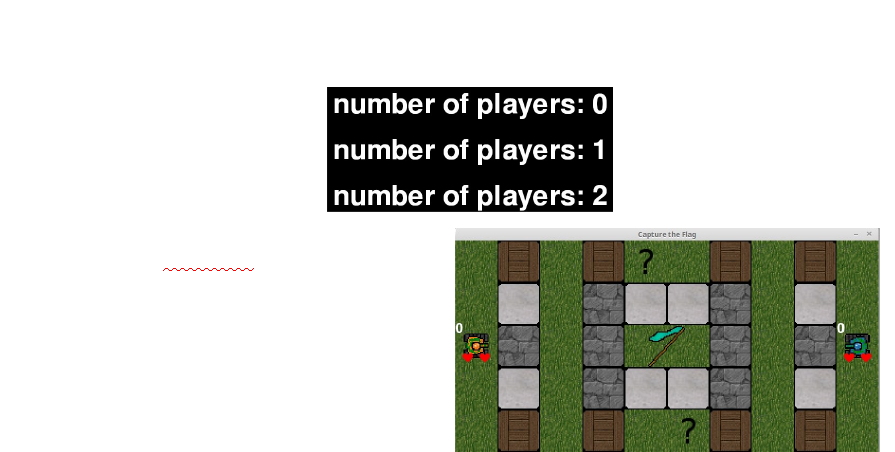 number of players: 0
number of players: 1
number of players: 2
Capture the Flag
?
0
0
?